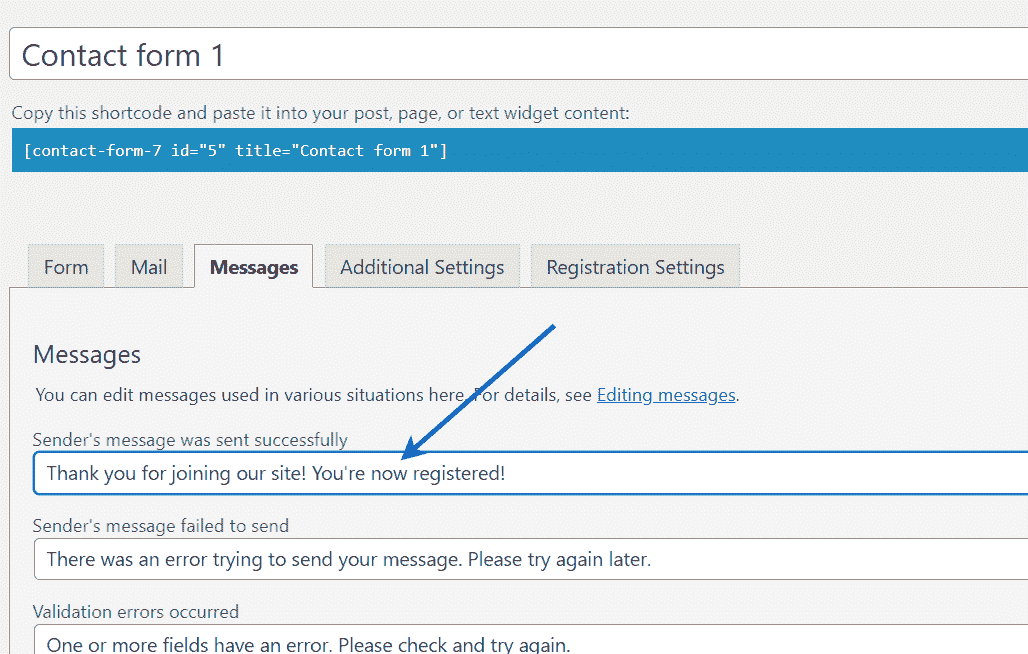 Contact form 1
Copy this shortcode and paste it into your post, page, or text widget content:
[contact-form-7 id="5" title="Contact form 1"]
Form Mail Messages Additional Settings Registration Settings
Messages
You can edit messages used in various situations here. For details, see Editing messages.
Sender's message was sent successfully
Thank you for joining our site! You're now registered!
Sender's message failed to send
There was an error trying to send your message. Please try again later.
Validation errors occurred
One or more fields have an error. Please check and try again.